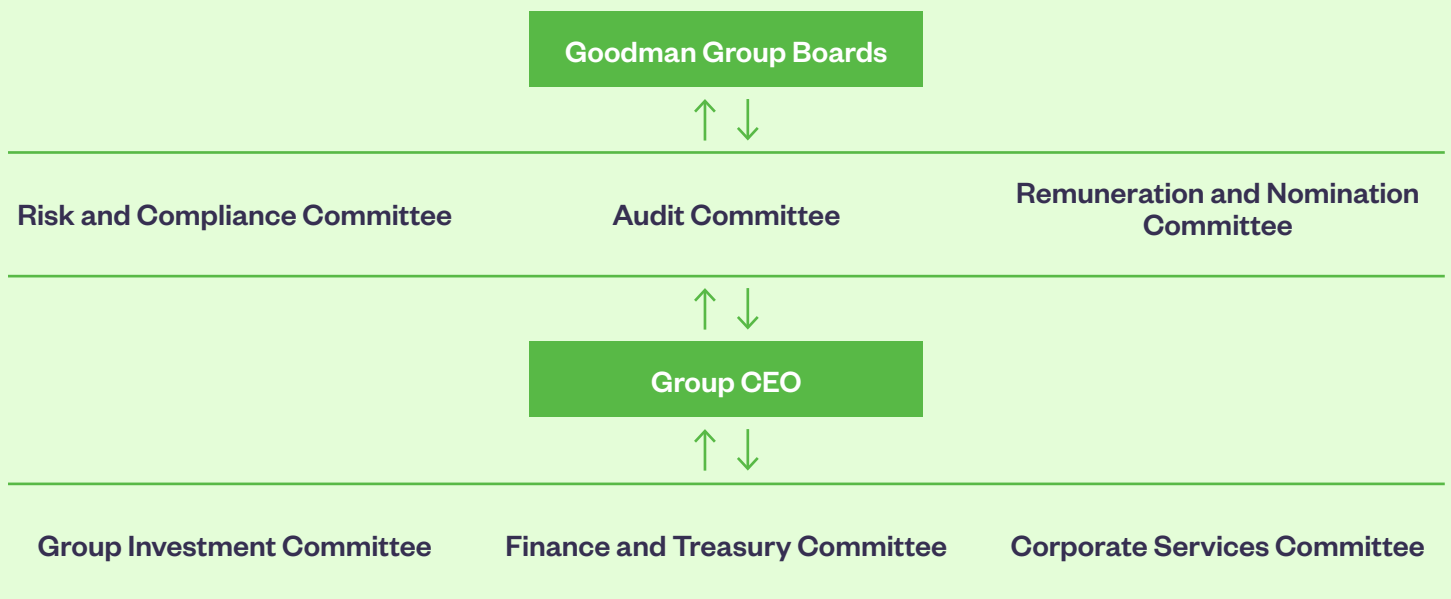 Goodman Group Boards
Risk and Compliance Committee
Audit Committee
Remuneration and Nomination
Committee
Group CEO
Group Investment Committee
Finance and Treasury Committee
Corporate Services Committee